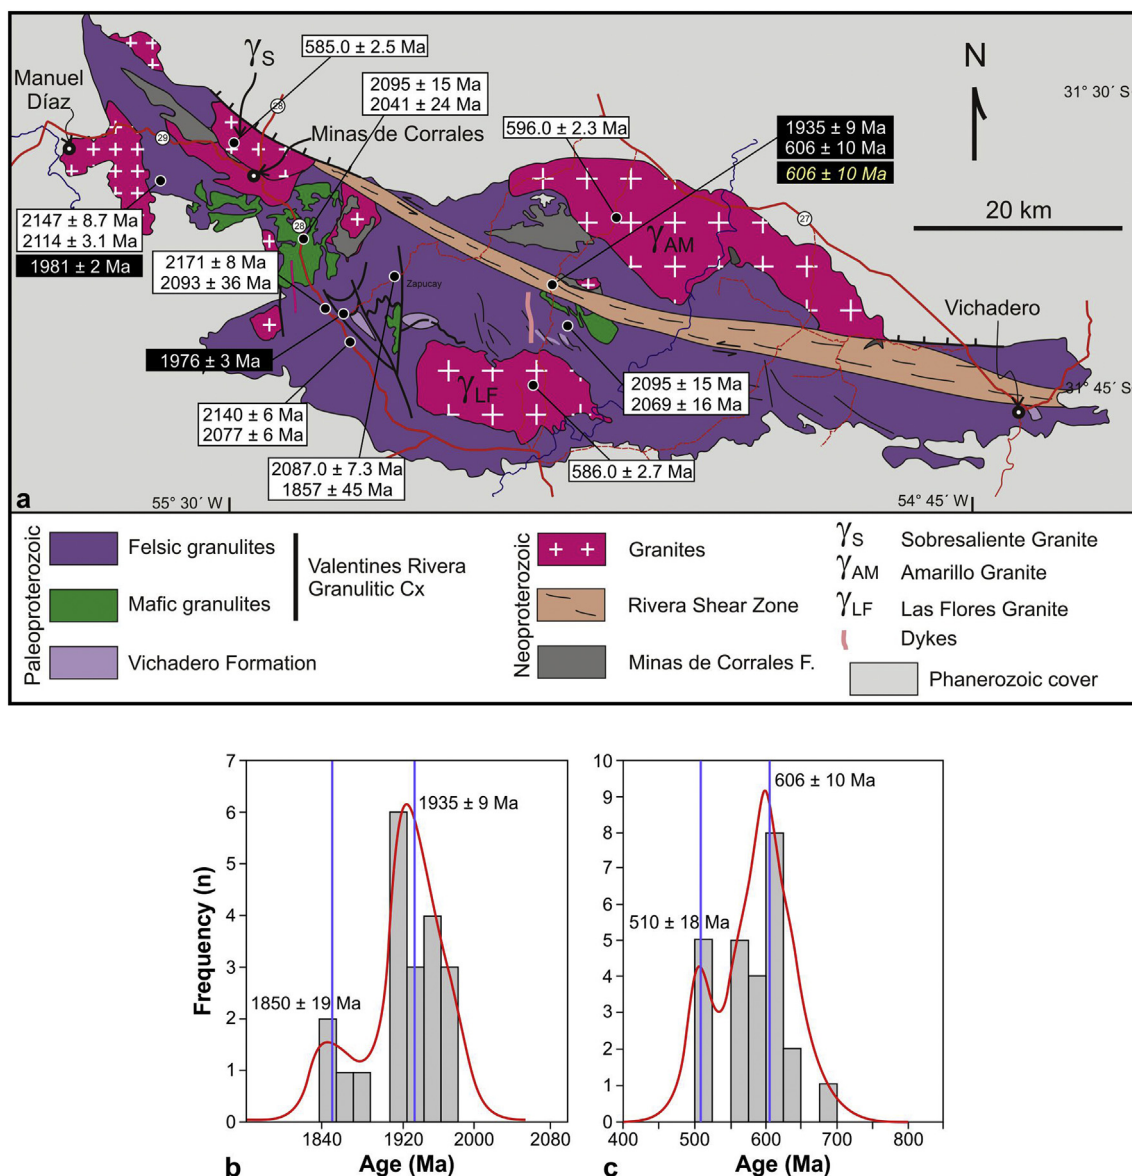 γS
585.0 ± 2.5 Ma
N
Manuel
Díaz
2095 ± 15 Ma
2041 ± 24 Ma
31° 30´ S
28
29
Minas de Corrales
596.0 ± 2.3 Ma
1935 ± 9 Ma
606 ± 10 Ma
606 ± 10 Ma
20 km
2147 ± 8.7 Ma
2114 ± 3.1 Ma
1981 ± 2 Ma
28
27
γAM
2171 ± 8 Ma
2093 ± 36 Ma
Zapucay
Vichadero
1976 ± 3 Ma
γLF
2095 ± 15 Ma
2069 ± 16 Ma
31° 45´ S
2140 ± 6 Ma
2077 ± 6 Ma
2087.0 ± 7.3 Ma
1857 ± 45 Ma
586.0 ± 2.7 Ma
a
55° 30´ W
54° 45´ W
Paleoproterozoic
Felsic granulites
Mafic granulites
Valentines Rivera
Granulitic Cx
Vichadero Formation
Neoproterozoic
Granites
Rivera Shear Zone
Minas de Corrales F.
γS Sobresaliente Granite
γAM Amarillo Granite
γLF Las Flores Granite
Dykes
Phanerozoic cover
Frequency (n)
7
6
5
4
3
2
1
0
1935 ± 9 Ma
1850 ± 19 Ma
1840 1920 2000 2080
b Age (Ma)
10
9
8
7
6
5
4
3
2
1
0
606 ± 10 Ma
510 ± 18 Ma
400 500 600 700 800
c Age (Ma)